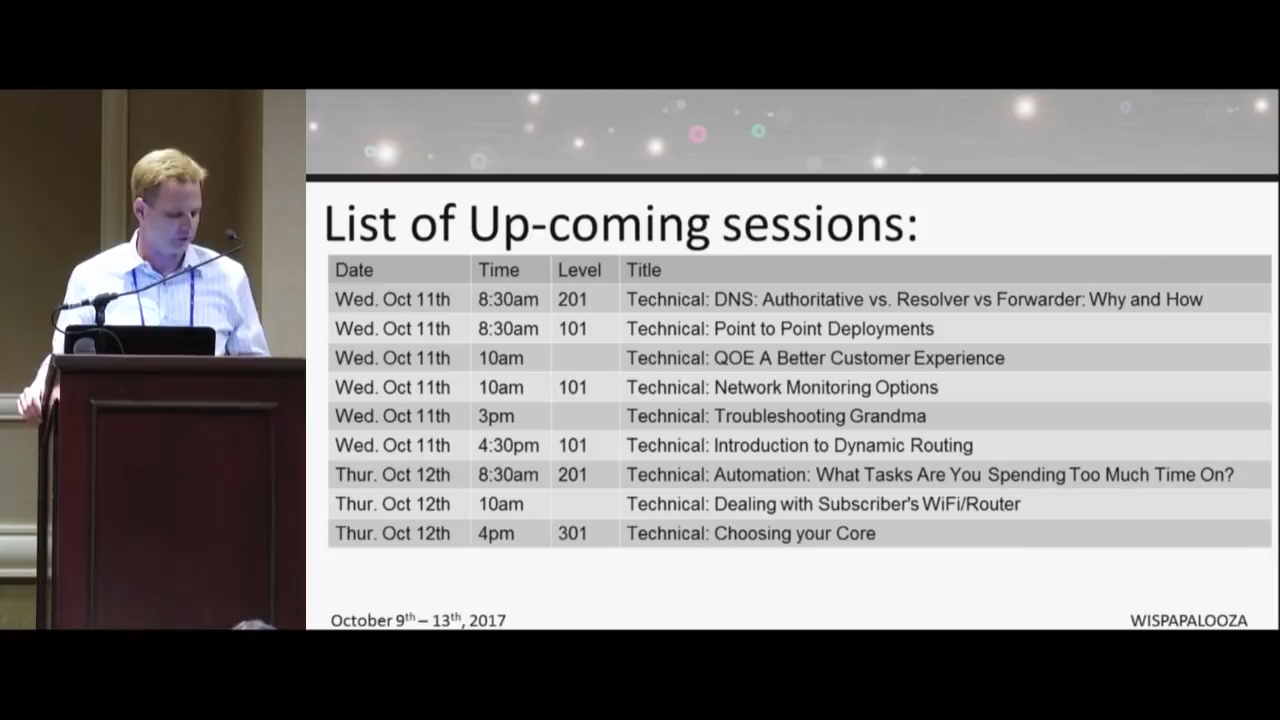 List of Up-coming sessions:
Date Time Level Title
Wed. Oct 11th 8:30am 201 Technical: DNS: Authoritative vs. Resolver vs Forwarder: Why and How
Wed. Oct 11th 8:30am 101 Technical: Point to Point Deployments
Wed. Oct 11th 10am Technical: QOE A Better Customer Experience
Wed. Oct 11th 10am 101 Technical: Network Monitoring Options
Wed. Oct 11th 3pm Technical: Troubleshooting Grandma
Wed. Oct 11th 4:30pm 101 Technical: Introduction to Dynamic Routing
Thur. Oct 12th 8:30am 201 Technical: Automation: What Tasks Are You Spending Too Much Time On?
Thur. Oct 12th 10am Technical: Dealing with Subscriber's WiFi/Router
Thur. Oct 12th 4pm 301 Technical: Choosing your Core
October 9th – 13th, 2017 WISPAPALOOZA